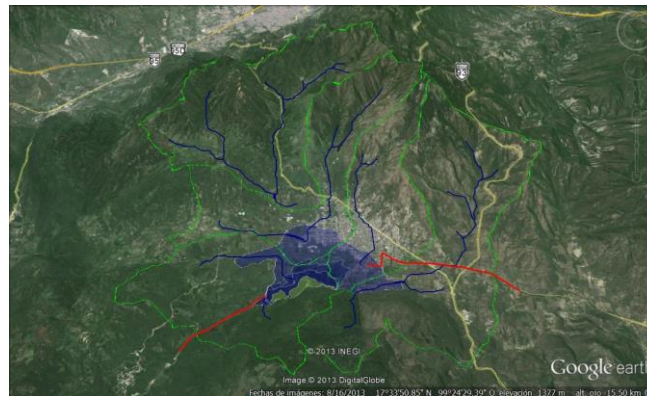 © 2013 INEGI
Image © 2013 DigitalGlobe
Google earth
Fechas de imágenes: 8/16/2013 17°33'50.85" N 99°24'29.39" O elevación 1377 m alt. ojo 15.50 km